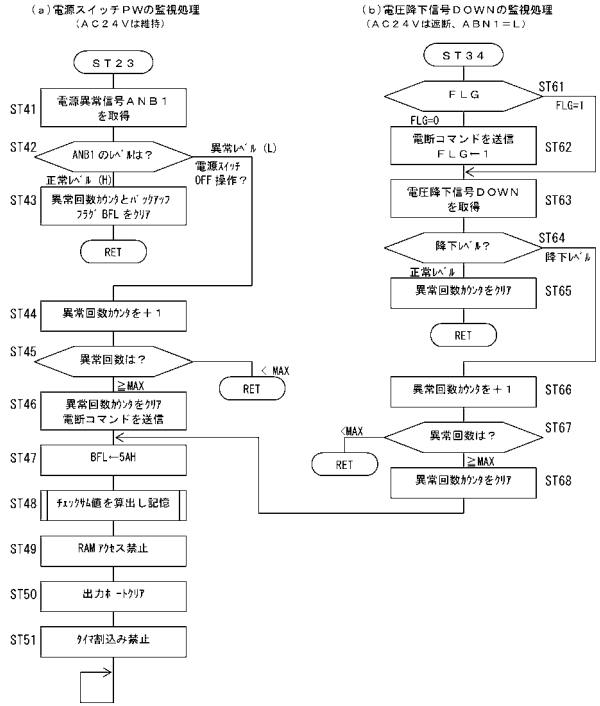 (a)電源スイッチPWの監視処理
(AC24Vは維持)
ST23
ST41
電源異常信号ANB1
を取得
ST42
ANB1のレベルは?
異常レベル(L)
電源スイッチ
OFF操作?
正常レベル(H)
ST43
異常回数カウンタとバックアップ
フラグBFLをクリア
RET
ST44
異常回数カウンタを+1
ST45
異常回数は?
<MAX
RET
≧MAX
ST46
異常回数カウンタをクリア
電断コマンドを送信
ST47
BFL←5AH
ST48
チェックサム値を算出し記憶
ST49
RAMアクセス禁止
ST50
出力ポートクリア
ST51
タイマ割込み禁止
(b)電圧降下信号DOWNの監視処理
(AC24Vは遮断、ABN1=L)
ST34
ST61
FLG
FLG=1
FLG=0
電断コマンドを送信
FLG←1
ST62
電圧降下信号DOWN
を取得
ST63
ST64
降下レベル?
降下レベル
正常レベル
異常回数カウンタをクリア
ST65
RET
異常回数カウンタを+1
ST66
ST67
<MAX
異常回数は?
RET
≧MAX
異常回数カウンタをクリア
ST68